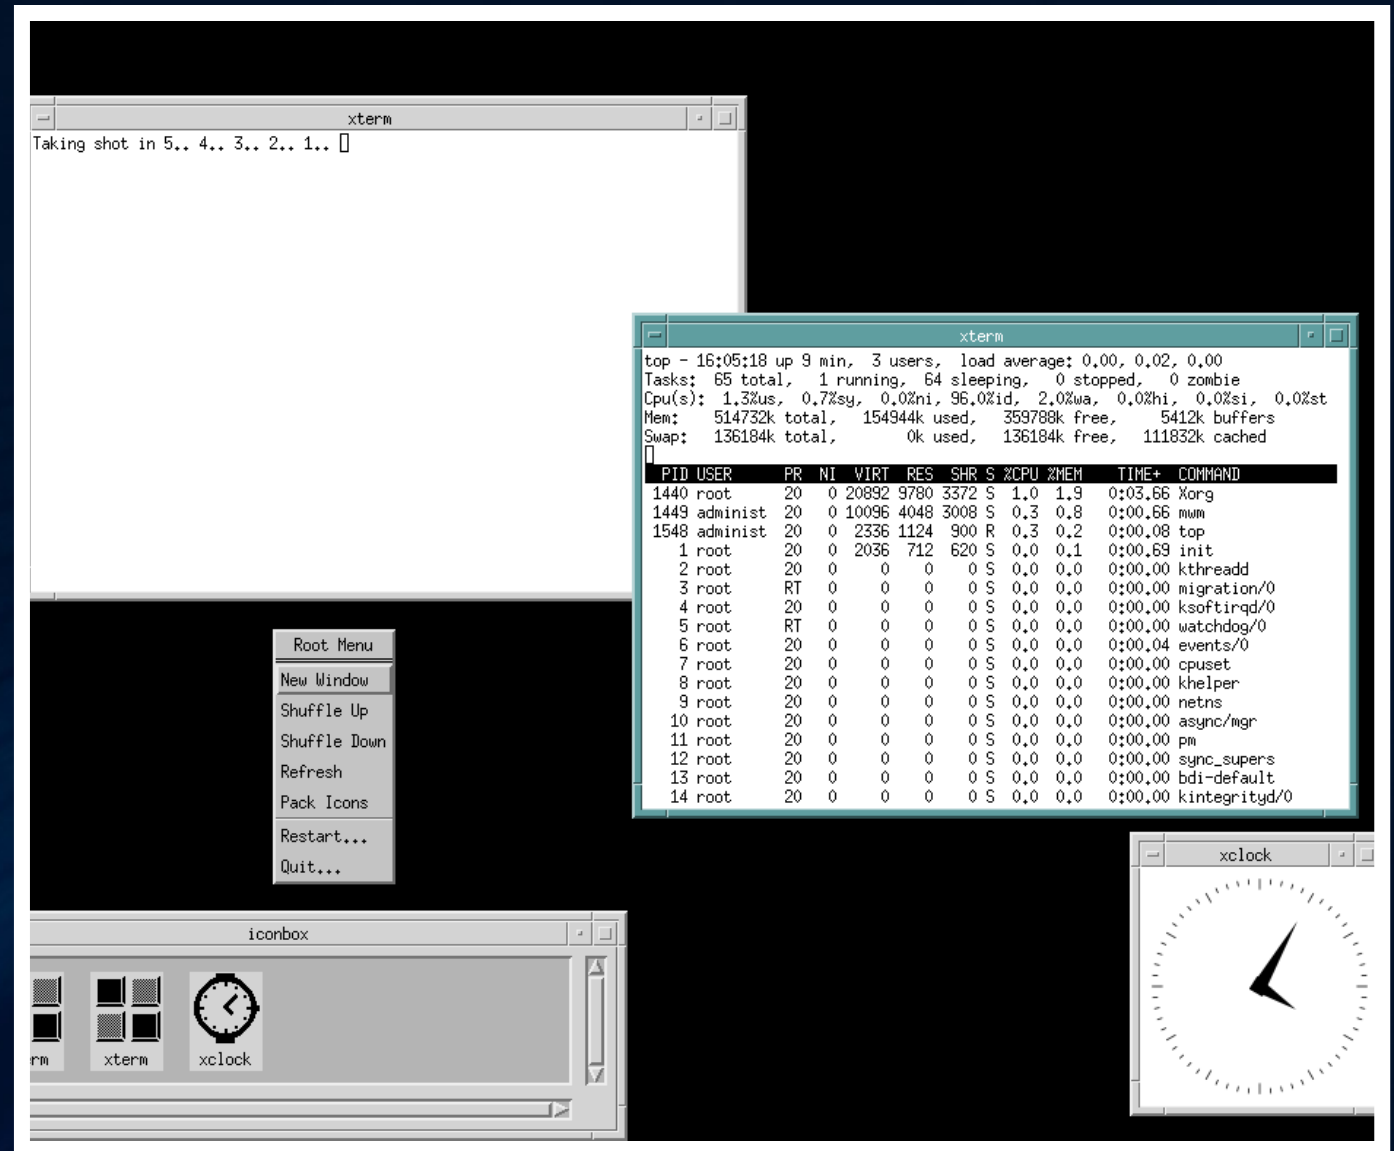 xterm
Taking shot in 5.. 4.. 3.. 2.. 1..
xterm
top - 16:05:18 up 9 min,  3 users,  load average: 0.00, 0.02, 0.00
Tasks:  65 total,   1 running,  64 sleeping,   0 stopped,   0 zombie
Cpu(s):  1.3%us,  0.7%sy,  0.0%ni, 96.0%id,  2.0%wa,  0.0%hi,  0.0%si,  0.0%st
Mem:   514732k total,   154944k used,   359788k free,     5412k buffers
Swap:   136184k total,        0k used,   136184k free,   111832k cached
PID USER PR NI VIRT RES SHR S %CPU %MEM TIME+ COMMAND
1440 root 20 0 20892 9780 3372 S 1.0 1.9 0:03.66 Xorg
1449 administ 20 0 10096 4048 3008 S 0.3 0.8 0:00.66 mwm
1548 administ 20 0 2336 1124 900 R 0.3 0.2 0:00.08 top
1 root 20 0 2036 712 620 S 0.0 0.1 0:00.69 init
2 root 20 0 0 0 0 S 0.0 0.0 0:00.00 kthreadd
3 root RT 0 0 0 0 S 0.0 0.0 0:00.00 migration/0
4 root 20 0 0 0 0 S 0.0 0.0 0:00.00 ksoftirqd/0
5 root RT 0 0 0 0 S 0.0 0.0 0:00.00 watchdog/0
6 root 20 0 0 0 0 S 0.0 0.0 0:00.04 events/0
7 root 20 0 0 0 0 S 0.0 0.0 0:00.00 cpuset
8 root 20 0 0 0 0 S 0.0 0.0 0:00.00 khelper
9 root 20 0 0 0 0 S 0.0 0.0 0:00.00 netns
10 root 20 0 0 0 0 S 0.0 0.0 0:00.00 async/mgr
11 root 20 0 0 0 0 S 0.0 0.0 0:00.00 pm
12 root 20 0 0 0 0 S 0.0 0.0 0:00.00 sync_supers
13 root 20 0 0 0 0 S 0.0 0.0 0:00.00 bdi-default
14 root 20 0 0 0 0 S 0.0 0.0 0:00.00 kintegrityd/0
Root Menu
New Window
Shuffle Up
Shuffle Down
Refresh
Pack Icons
Restart...
Quit...
xclock
iconbox
rm xterm xclock